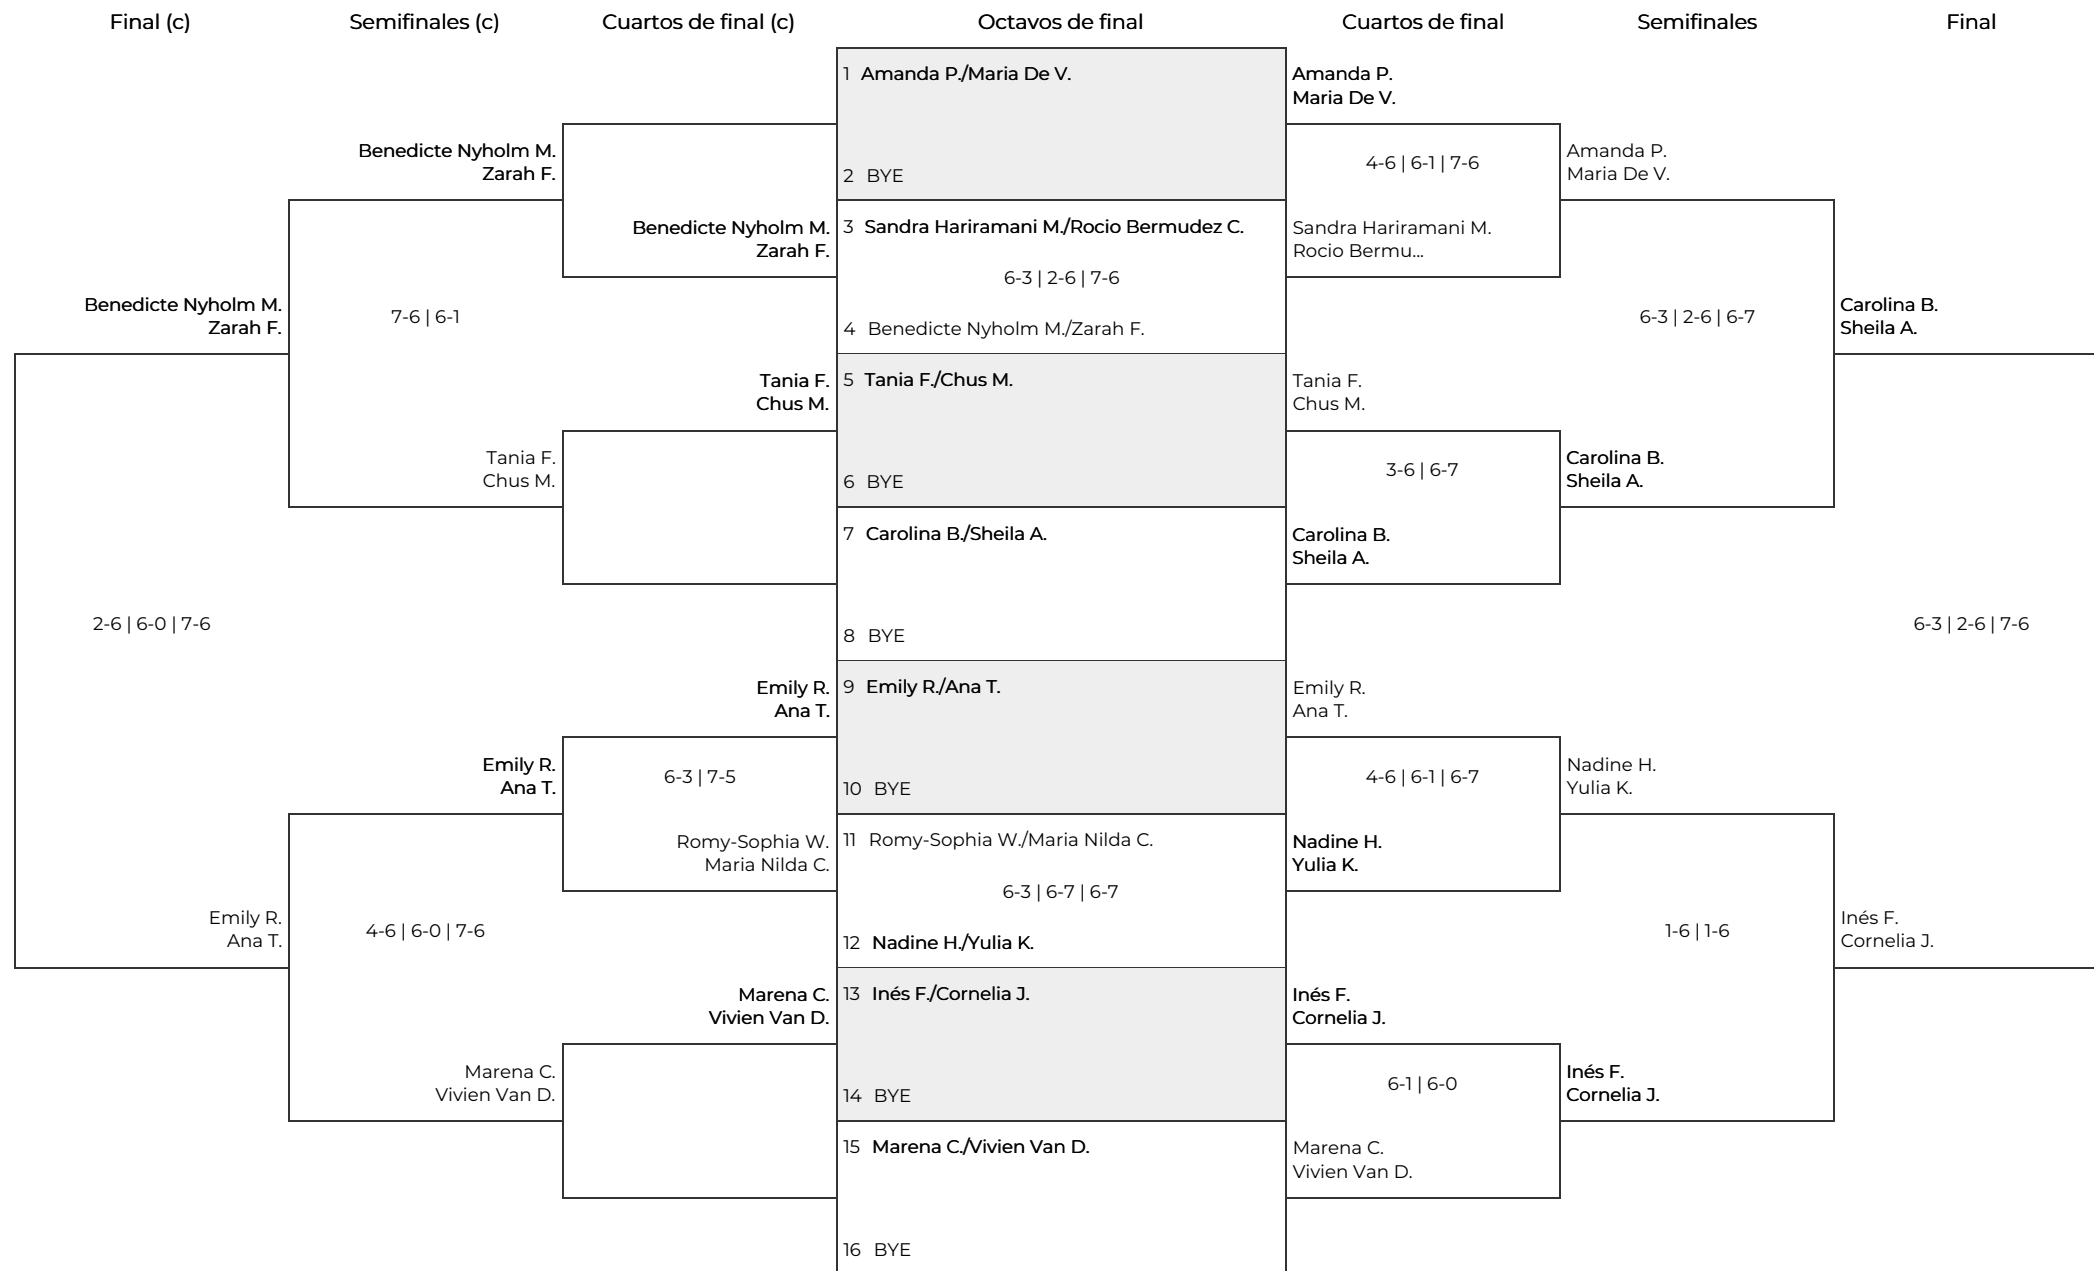 Final (c)
Semifinales (c)
Cuartos de final (c)
Octavos de final
Cuartos de final
Semifinales
Final
Benedicte Nyholm M.
Zarah F.
2-6 | 6-0 | 7-6
Emily R.
Ana T.
Benedicte Nyholm M.
Zarah F.
7-6 | 6-1
Tania F.
Chus M.
Emily R.
Ana T.
4-6 | 6-0 | 7-6
Marena C.
Vivien Van D.
Benedicte Nyholm M.
Zarah F.
Tania F.
Chus M.
Emily R.
Ana T.
6-3 | 7-5
Romy-Sophia W.
Maria Nilda C.
Marena C.
Vivien Van D.
1 Amanda P./Maria De V.
2 BYE
3 Sandra Hariramani M./Rocio Bermudez C.
6-3 | 2-6 | 7-6
4 Benedicte Nyholm M./Zarah F.
5 Tania F./Chus M.
6 BYE
7 Carolina B./Sheila A.
8 BYE
9 Emily R./Ana T.
10 BYE
11 Romy-Sophia W./Maria Nilda C.
6-3 | 6-7 | 6-7
12 Nadine H./Yulia K.
13 Inés F./Cornelia J.
14 BYE
15 Marena C./Vivien Van D.
16 BYE
Amanda P.
Maria De V.
4-6 | 6-1 | 7-6
Sandra Hariramani M.
Rocio Bermu...
Tania F.
Chus M.
3-6 | 6-7
Carolina B.
Sheila A.
Emily R.
Ana T.
4-6 | 6-1 | 6-7
Nadine H.
Yulia K.
Inés F.
Cornelia J.
6-1 | 6-0
Marena C.
Vivien Van D.
Amanda P.
Maria De V.
6-3 | 2-6 | 6-7
Carolina B.
Sheila A.
Nadine H.
Yulia K.
1-6 | 1-6
Inés F.
Cornelia J.
Carolina B.
Sheila A.
6-3 | 2-6 | 7-6
Inés F.
Cornelia J.